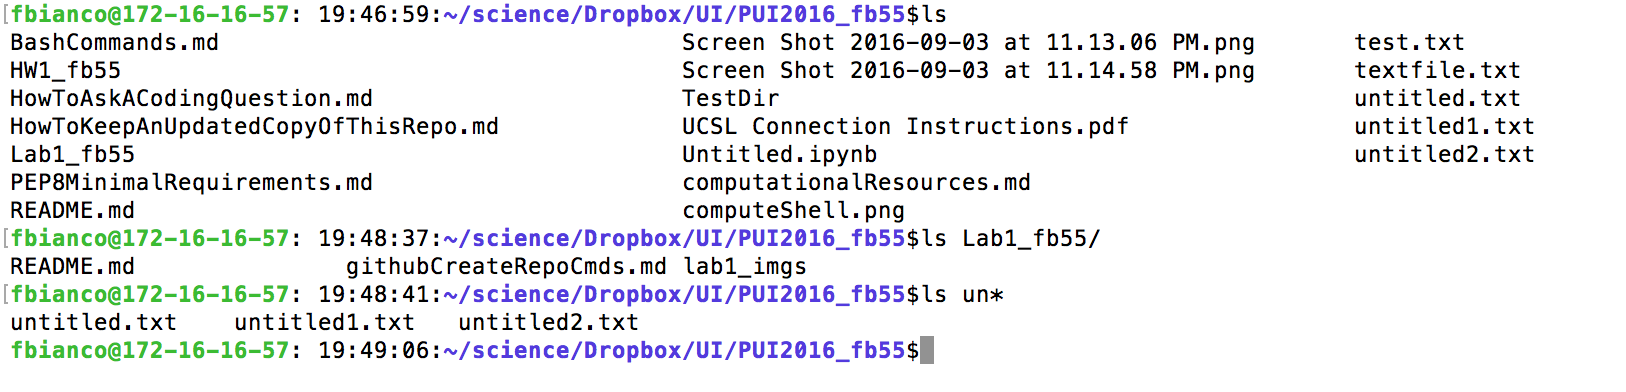 [fbianco@172-16-16-57: 19:46:59:~/science/Dropbox/UI/PUI2016_fb55$ls
BashCommands.md Screen Shot 2016-09-03 at 11.13.06 PM.png test.txt
HW1_fb55 Screen Shot 2016-09-03 at 11.14.58 PM.png textfile.txt
HowToAskACodingQuestion.md TestDir untitled.txt
HowToKeepAnUpdatedCopyOfThisRepo.md UCSL Connection Instructions.pdf untitled1.txt
Lab1_fb55 Untitled.ipynb untitled2.txt
PEP8MinimalRequirements.md computationalResources.md
README.md computeShell.png
[fbianco@172-16-16-57: 19:48:37:~/science/Dropbox/UI/PUI2016_fb55$ls Lab1_fb55/
README.md githubCreateRepoCmds.md lab1_imgs
[fbianco@172-16-16-57: 19:48:41:~/science/Dropbox/UI/PUI2016_fb55$ls un*
untitled.txt untitled1.txt untitled2.txt
fbianco@172-16-16-57: 19:49:06:~/science/Dropbox/UI/PUI2016_fb55$